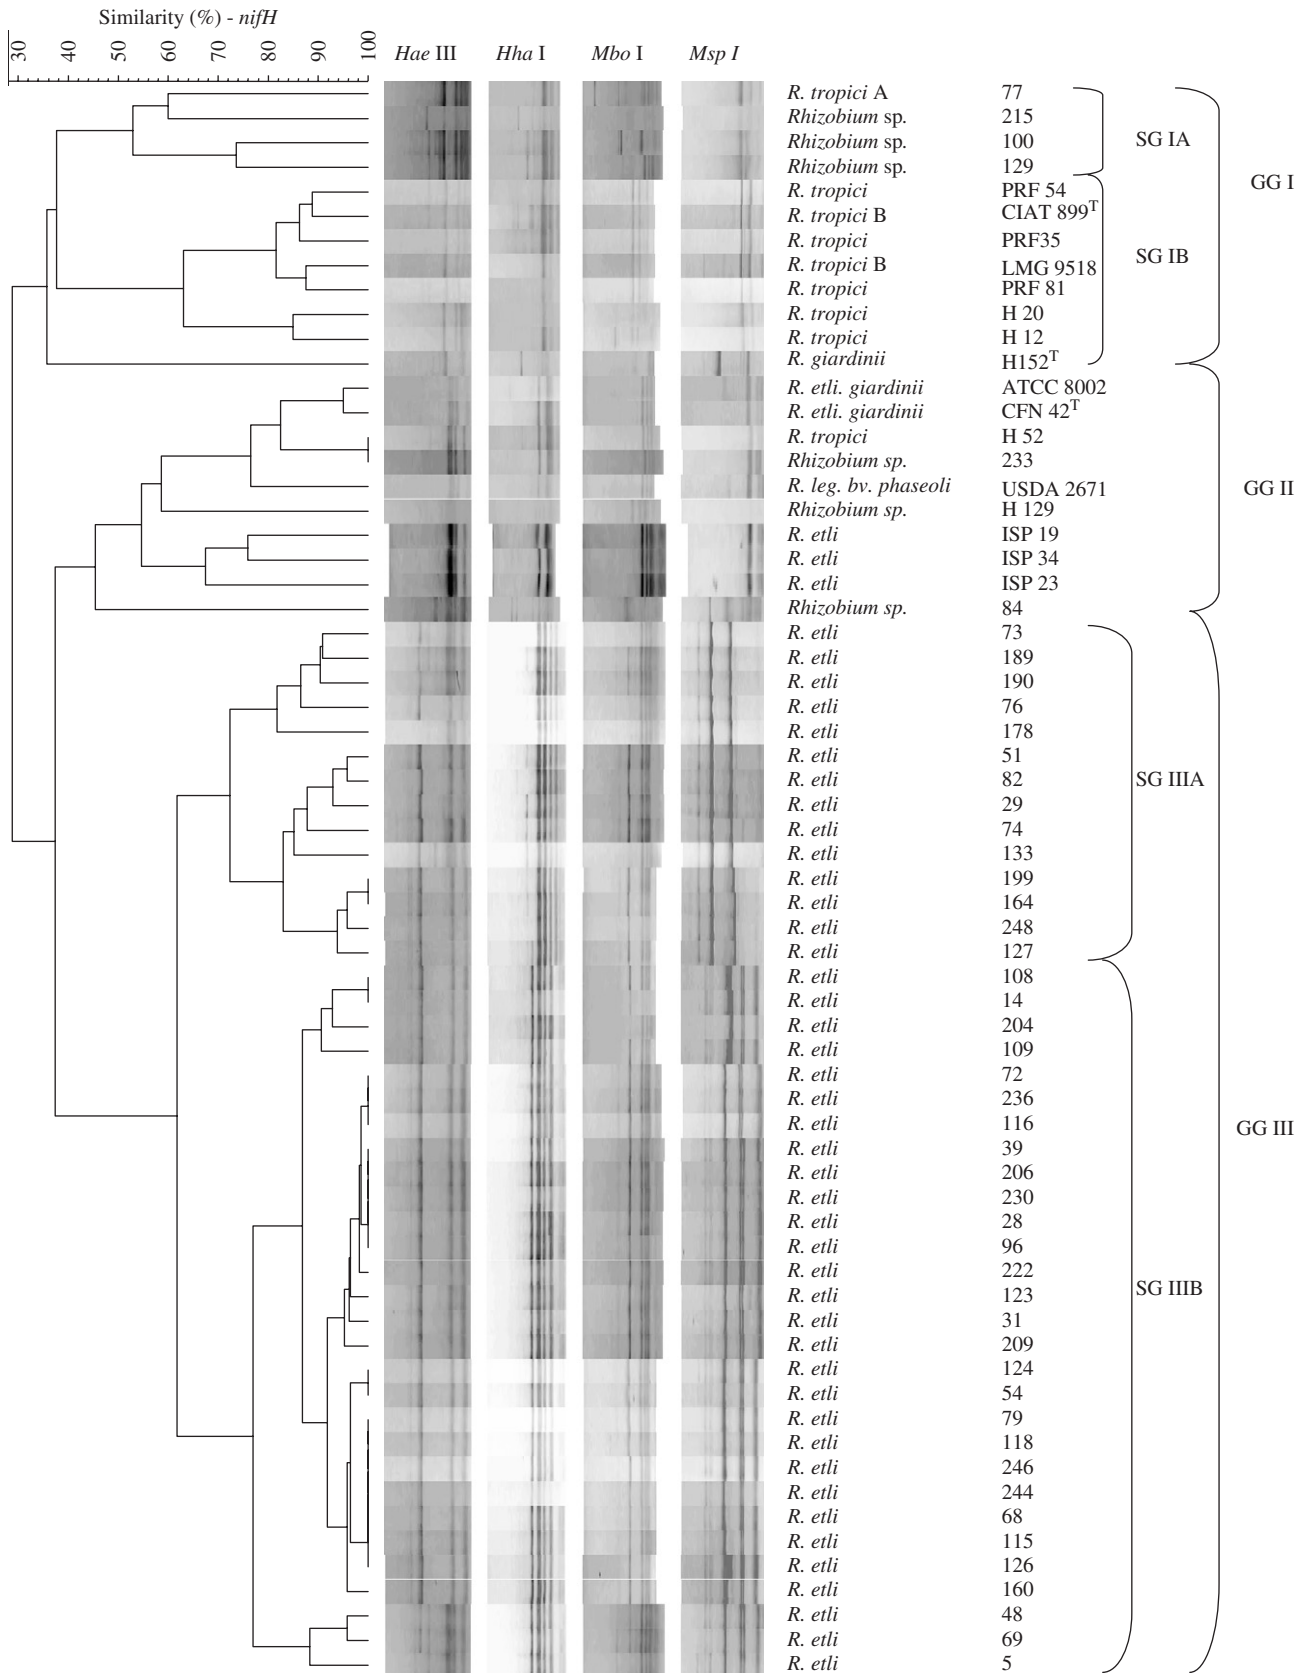 Similarity (%) - nifH
30 40 50 60 70 80 90 100
Hae III Hha I Mbo I Msp I
R. tropici A 77
Rhizobium sp. 215
SG IA
Rhizobium sp. 100
Rhizobium sp. 129
GG I
R. tropici PRF 54
R. tropici B CIAT 899T
R. tropici PRF35
SG IB
R. tropici B LMG 9518
R. tropici PRF 81
R. tropici H 20
R. tropici H 12
R. giardinii H152T
R. etli. giardinii ATCC 8002
R. etli. giardinii CFN 42T
R. tropici H 52
Rhizobium sp. 233
R. leg. bv. phaseoli USDA 2671
GG II
Rhizobium sp. H 129
R. etli ISP 19
R. etli ISP 34
R. etli ISP 23
Rhizobium sp. 84
R. etli 73
R. etli 189
R. etli 190
R. etli 76
R. etli 178
R. etli 51
R. etli 82
SG IIIA
R. etli 29
R. etli 74
R. etli 133
R. etli 199
R. etli 164
R. etli 248
R. etli 127
R. etli 108
R. etli 14
R. etli 204
R. etli 109
R. etli 72
R. etli 236
R. etli 116
GG III
R. etli 39
R. etli 206
R. etli 230
R. etli 28
R. etli 96
R. etli 222
SG IIIB
R. etli 123
R. etli 31
R. etli 209
R. etli 124
R. etli 54
R. etli 79
R. etli 118
R. etli 246
R. etli 244
R. etli 68
R. etli 115
R. etli 126
R. etli 160
R. etli 48
R. etli 69
R. etli 5